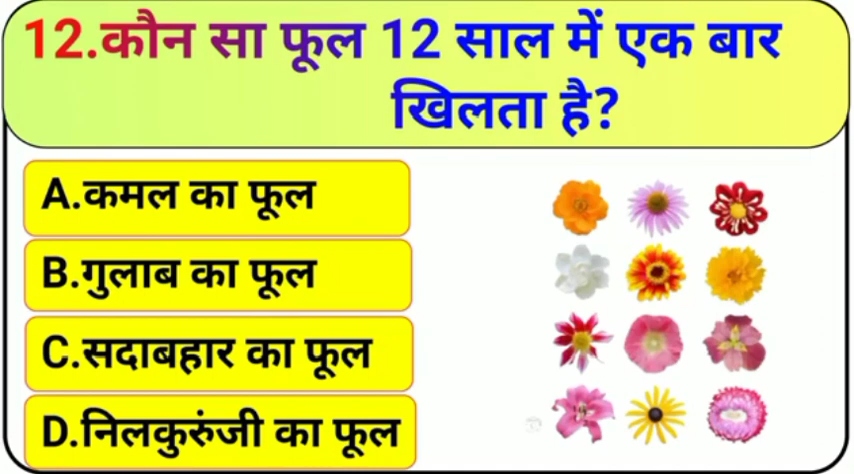 12.कौन सा फूल 12 साल में एक बार
खिलता है?
A.कमल का फूल
B.गुलाब का फूल
C.सदाबहार का फूल
D.निलकुरुंजी का फूल